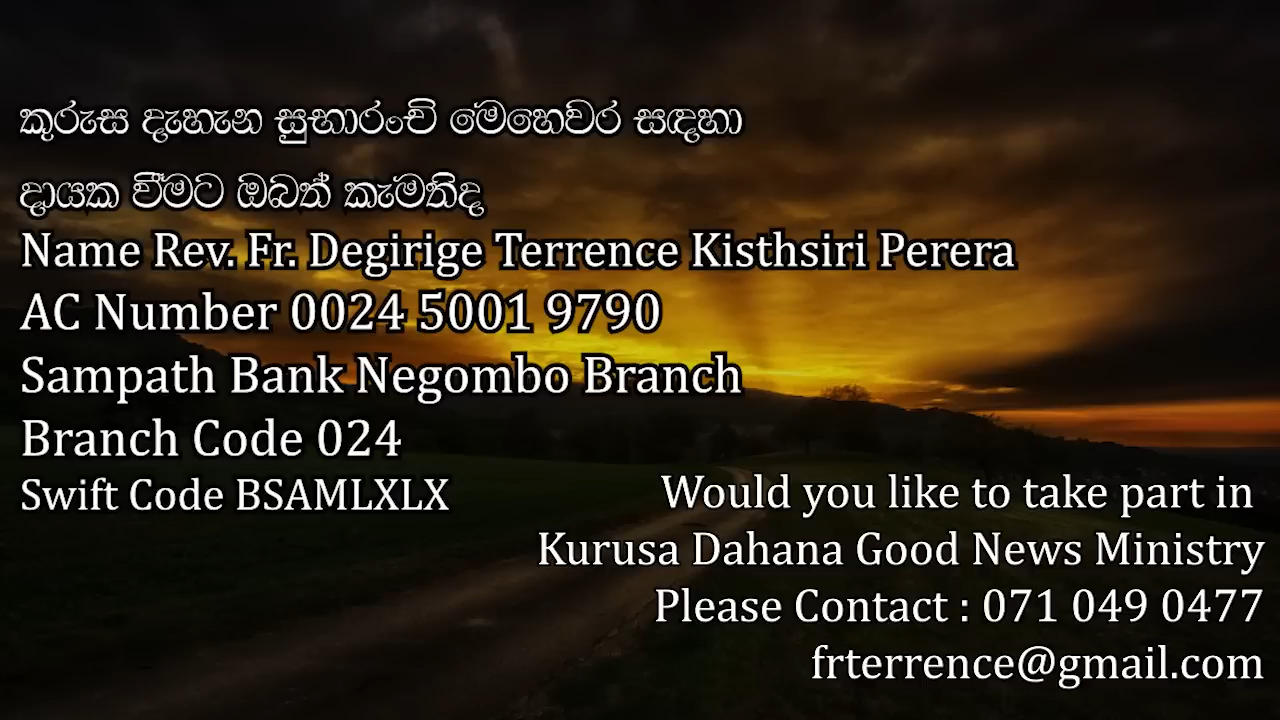 කුරුස දැහැන සුභාරංචි මෙහෙවර සඳහා
දායක වීමට ඔබත් කැමතිද
Name Rev. Fr. Degirige Terrence Kisthsiri Perera
AC Number 0024 5001 9790
Sampath Bank Negombo Branch
Branch Code 024
Swift Code BSAMLXLX
Would you like to take part in
Kurusa Dahana Good News Ministry
Please Contact : 071 049 0477
frterrence@gmail.com